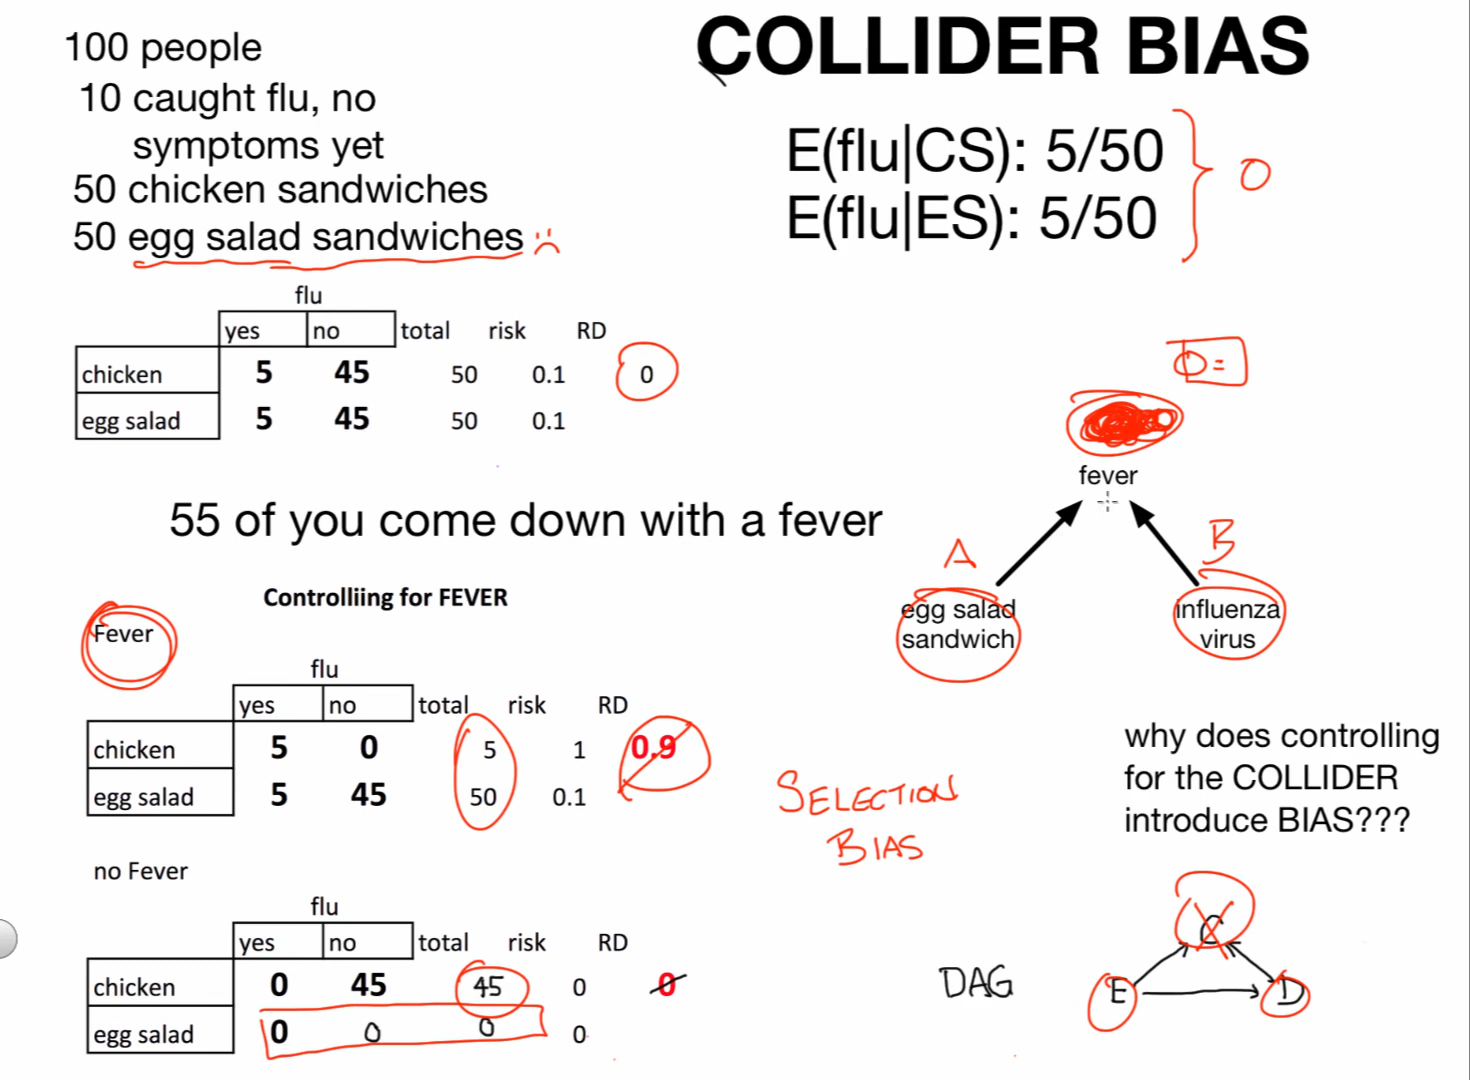 COLLIDER BIAS
100 people
10 caught flu, no
symptoms yet
50 chicken sandwiches
50 egg salad sandwiches
E(flu|CS): 5/50
E(flu|ES): 5/50
0
flu
yes no total risk RD
chicken 5 45 50 0.1 0
egg salad 5 45 50 0.1
55 of you come down with a fever
Controlliing for FEVER
Fever
flu
yes no total risk RD
chicken 5 0 5 1 0.9
egg salad 5 45 50 0.1
no Fever
flu
yes no total risk RD
chicken 0 45 45 0 0
egg salad 0 0 0 0
SELECTION
BIAS
fever
A
B
egg salad
sandwich
influenza
virus
why does controlling
for the COLLIDER
introduce BIAS???
DAG
C
E
D